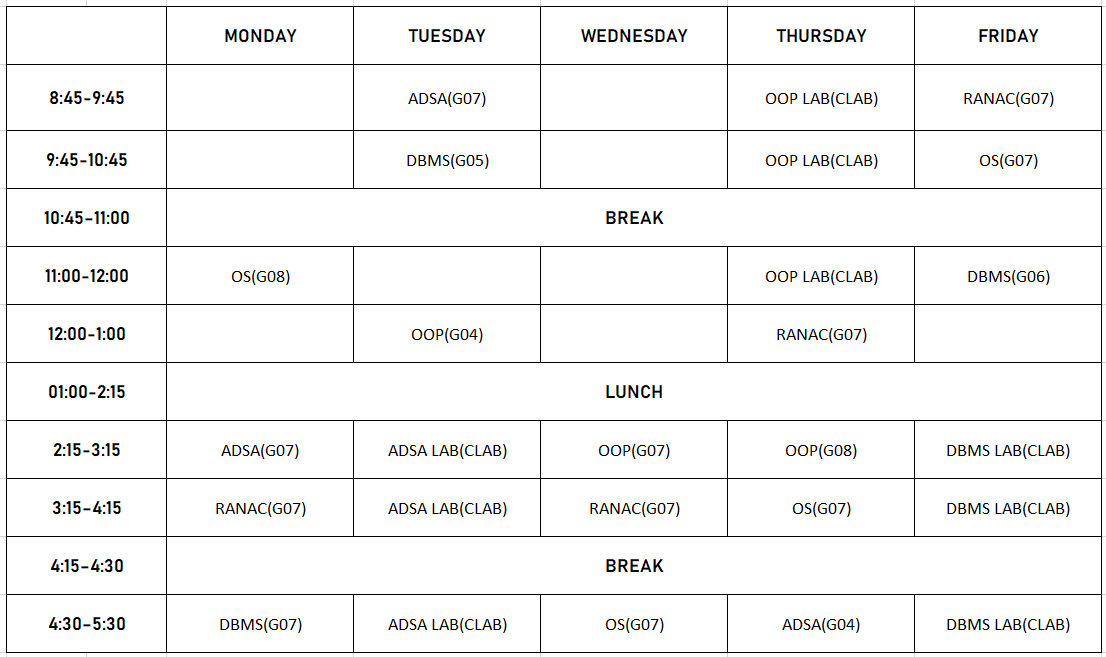 MONDAY TUESDAY WEDNESDAY THURSDAY FRIDAY
8:45-9:45 ADSA(G07) OOP LAB(CLAB) RANAC(G07)
9:45-10:45 DBMS(G05) OOP LAB(CLAB) OS(G07)
10:45-11:00 BREAK
11:00-12:00 OS(G08) OOP LAB(CLAB) DBMS(G06)
12:00-1:00 OOP(G04) RANAC(G07)
01:00-2:15 LUNCH
2:15-3:15 ADSA(G07) ADSA LAB(CLAB) OOP(G07) OOP(G08) DBMS LAB(CLAB)
3:15-4:15 RANAC(G07) ADSA LAB(CLAB) RANAC(G07) OS(G07) DBMS LAB(CLAB)
4:15-4:30 BREAK
4:30-5:30 DBMS(G07) ADSA LAB(CLAB) OS(G07) ADSA(G04) DBMS LAB(CLAB)